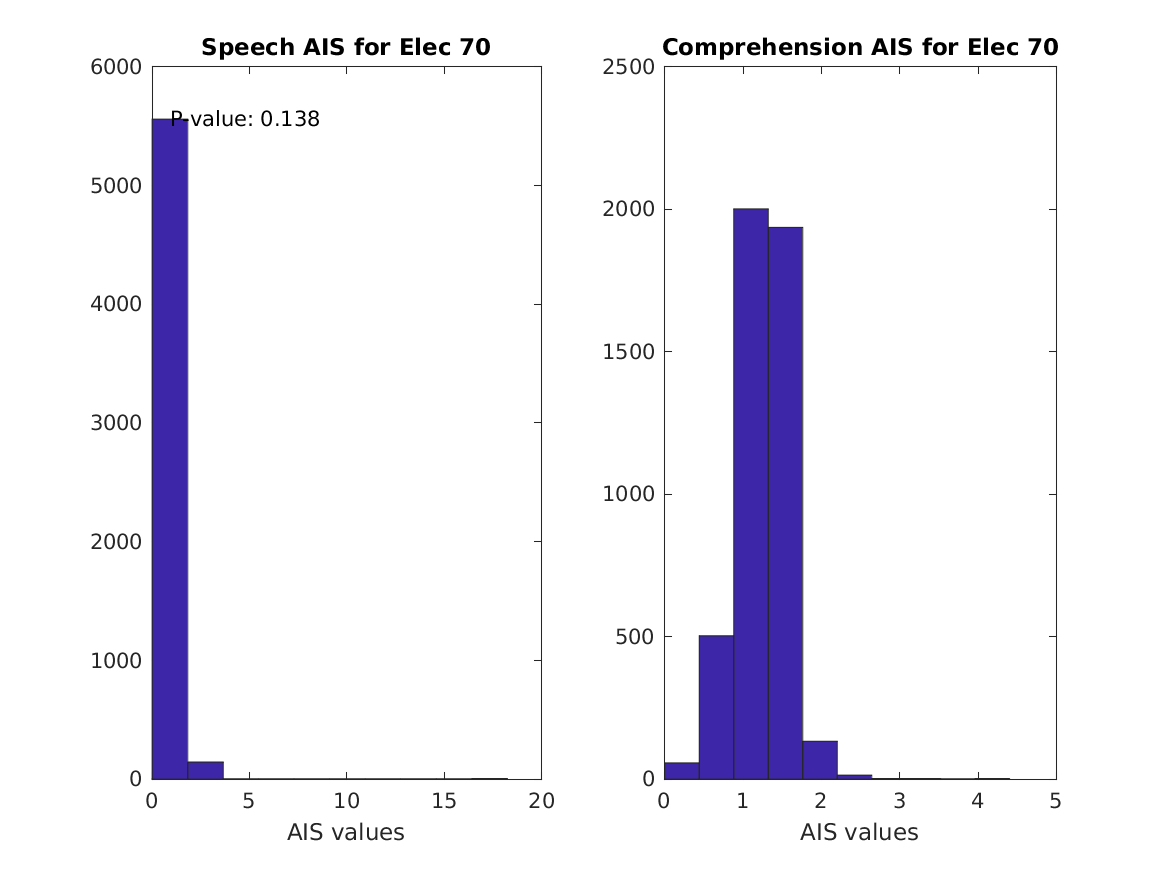 Speech AIS for Elec 70
6000
5000
4000
3000
2000
1000
0
P-value: 0.138
0 5 10 15 20
AIS values
Comprehension AIS for Elec 70
2500
2000
1500
1000
500
0
0 1 2 3 4 5
AIS values